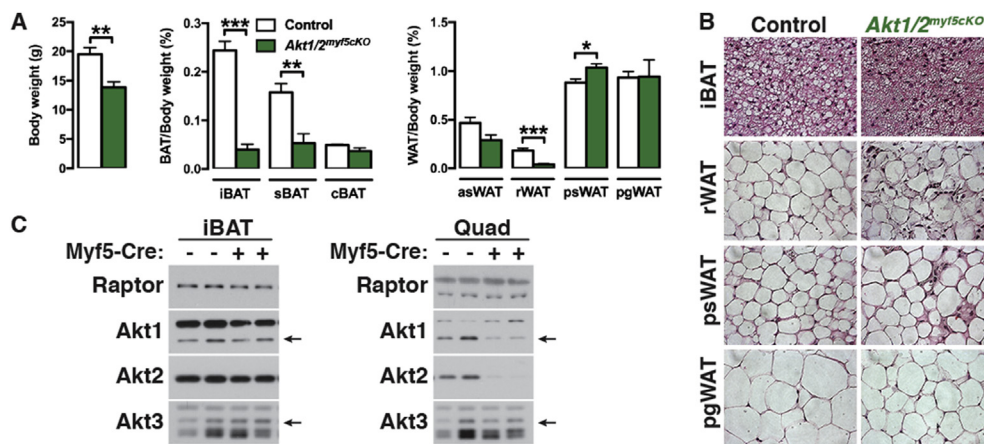 A
Body weight (g)
25
20
15
10
5
0
**
BAT/Body weight (%)
0.3
0.2
0.1
0.0
***
**
iBAT sBAT cBAT
Control
Akt1/2myf5cKO
WAT/Body weight (%)
1.5
1.0
0.5
0.0
***
*
asWAT rWAT psWAT pgWAT
B
Control Akt1/2myf5cKO
iBAT
rWAT
psWAT
pgWAT
C
iBAT
Myf5-Cre: - - + +
Raptor
Akt1
Akt2
Akt3
Quad
Myf5-Cre: - - + +
Raptor
Akt1
Akt2
Akt3